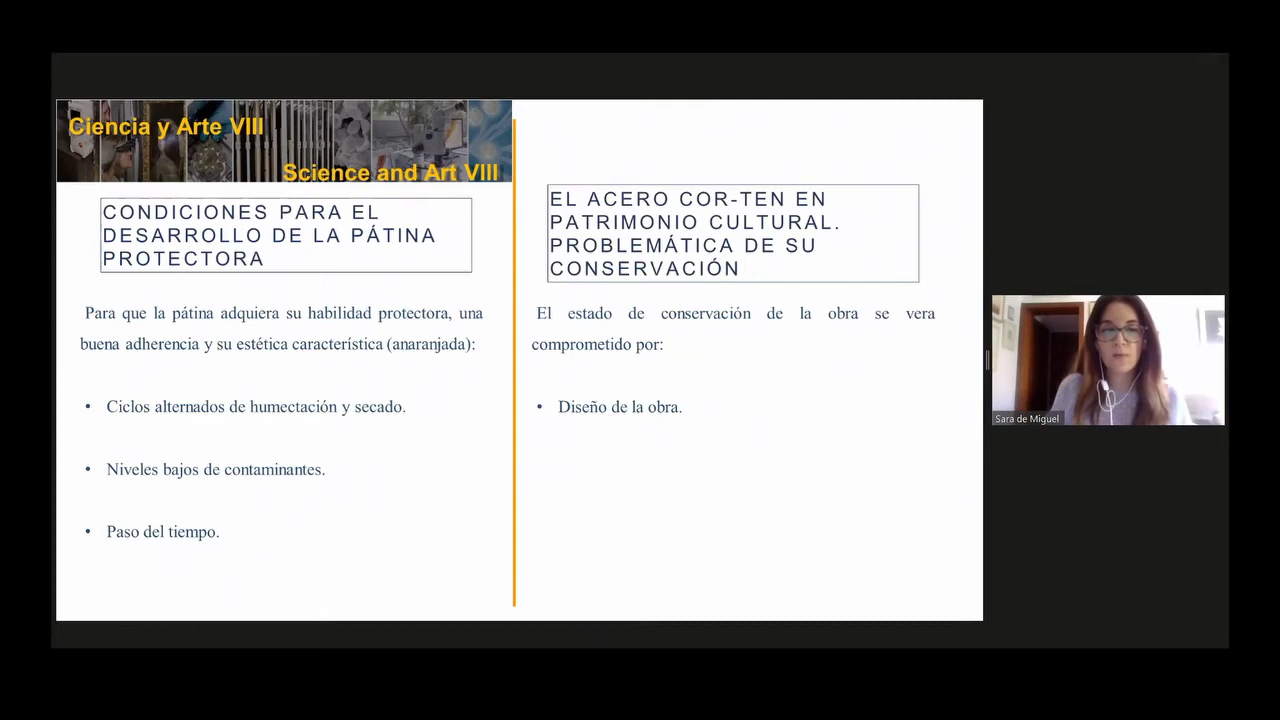 Ciencia y Arte VIII
Science and Art VIII
CONDICIONES PARA EL
DESARROLLO DE LA PÁTINA
PROTECTORA
Para que la pátina adquiera su habilidad protectora, una
buena adherencia y su estética característica (anaranjada):
• Ciclos alternados de humectación y secado.
• Niveles bajos de contaminantes.
• Paso del tiempo.
EL ACERO COR-TEN EN
PATRIMONIO CULTURAL.
PROBLEMÁTICA DE SU
CONSERVACIÓN
El estado de conservación de la obra se vera
comprometido por:
• Diseño de la obra.
Sara de Miguel